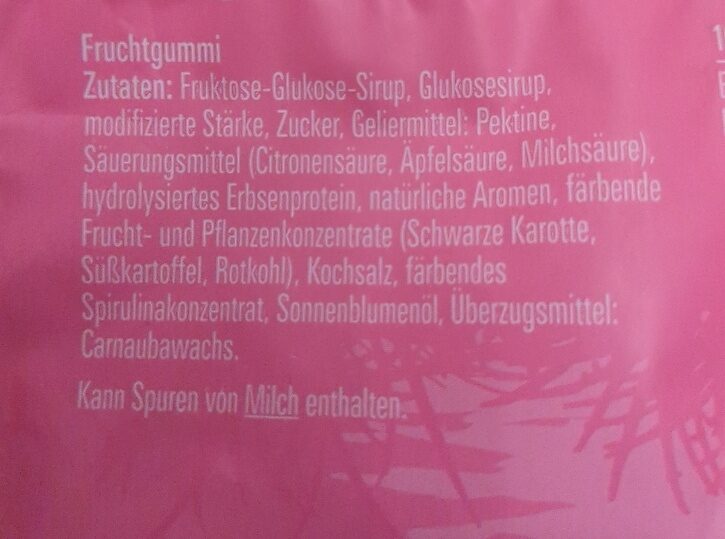 Fruchtgummi
Zutaten: Fruktose-Glukose-Sirup, Glukosesirup,
modifizierte Stärke, Zucker, Geliermittel: Pektine,
Säuerungsmittel (Citronensäure, Äpfelsäure, Milchsäure),
hydrolysiertes Erbsenprotein, natürliche Aromen, färbende
Frucht- und Pflanzenkonzentrate (Schwarze Karotte,
Süßkartoffel, Rotkohl), Kochsalz, färbendes
Spirulinakonzentrat, Sonnenblumenöl, Überzugsmittel:
Carnaubawachs.
Kann Spuren von Milch enthalten.